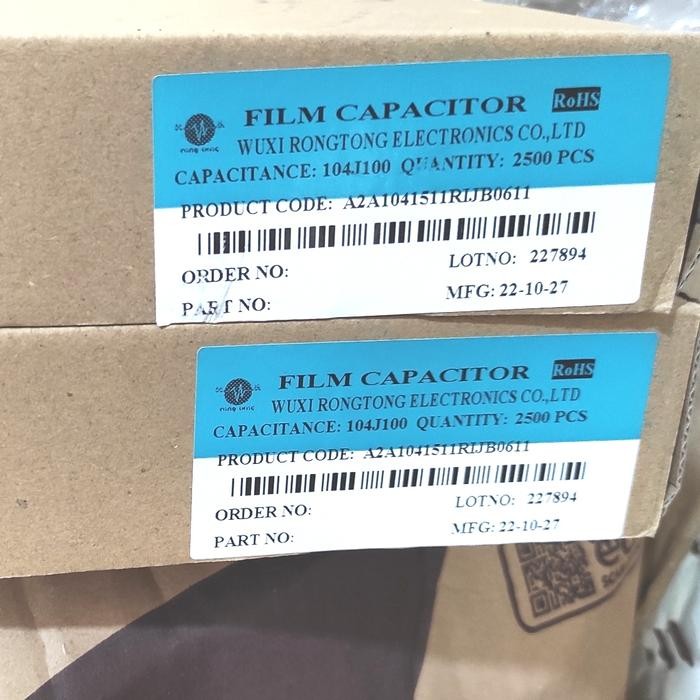 FILM CAPACITOR RoHS
WUXI RONGTONG ELECTRONICS CO.,LTD
CAPACITANCE: 104J100 QUANTITY: 2500 PCS
PRODUCT CODE: A2A1041511RIJB0611
ORDER NO: LOTNO: 227894
PART NO: MFG: 22-10-27
FILM CAPACITOR RoHS
WUXI RONGTONG ELECTRONICS CO.,LTD
CAPACITANCE: 104J100 QUANTITY: 2500 PCS
PRODUCT CODE: A2A1041511RIJB0611
ORDER NO: LOTNO: 227894
PART NO: MFG: 22-10-27